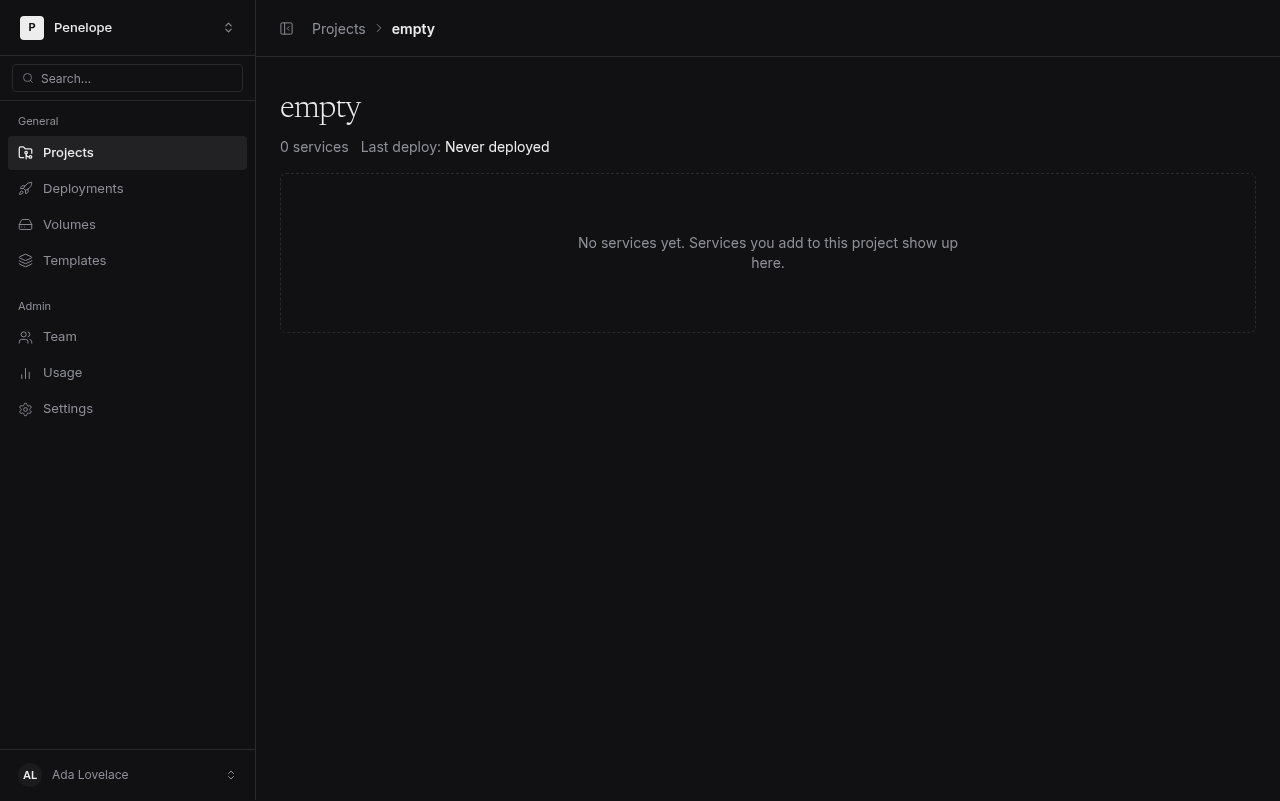 P Penelope
Search...
General
Projects
Deployments
Volumes
Templates
Admin
Team
Usage
Settings
AL Ada Lovelace
Projects empty
empty
0 services Last deploy: Never deployed
No services yet. Services you add to this project show up
here.